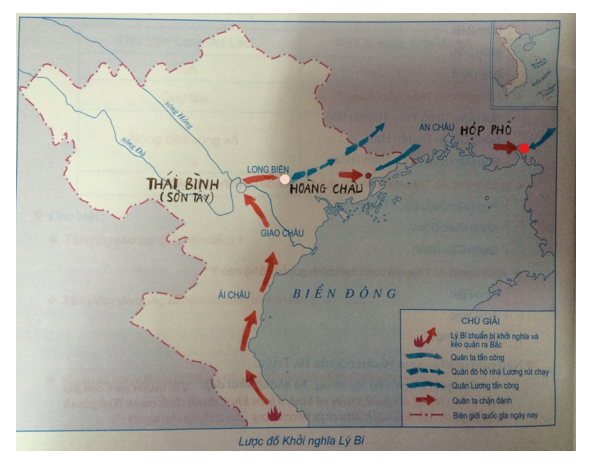 sông Hồng
sông Đà
AN CHÂU
HỢP PHỐ
LONG BIÊN
THÁI BÌNH
(SƠN TAY)
HOÀNG CHÂU
GIAO CHÂU
ÁI CHÂU
BIỂN ĐÔNG
CHÚ GIẢI
Lý Bí chuẩn bị khởi nghĩa và
kéo quân ra Bắc
Quân ta tấn công
Quân đô hộ nhà Lương rút chạy
Quân Lương tấn công
Quân ta chặn đánh
Biên giới quốc gia ngày nay
Lược đồ Khởi nghĩa Lý Bí